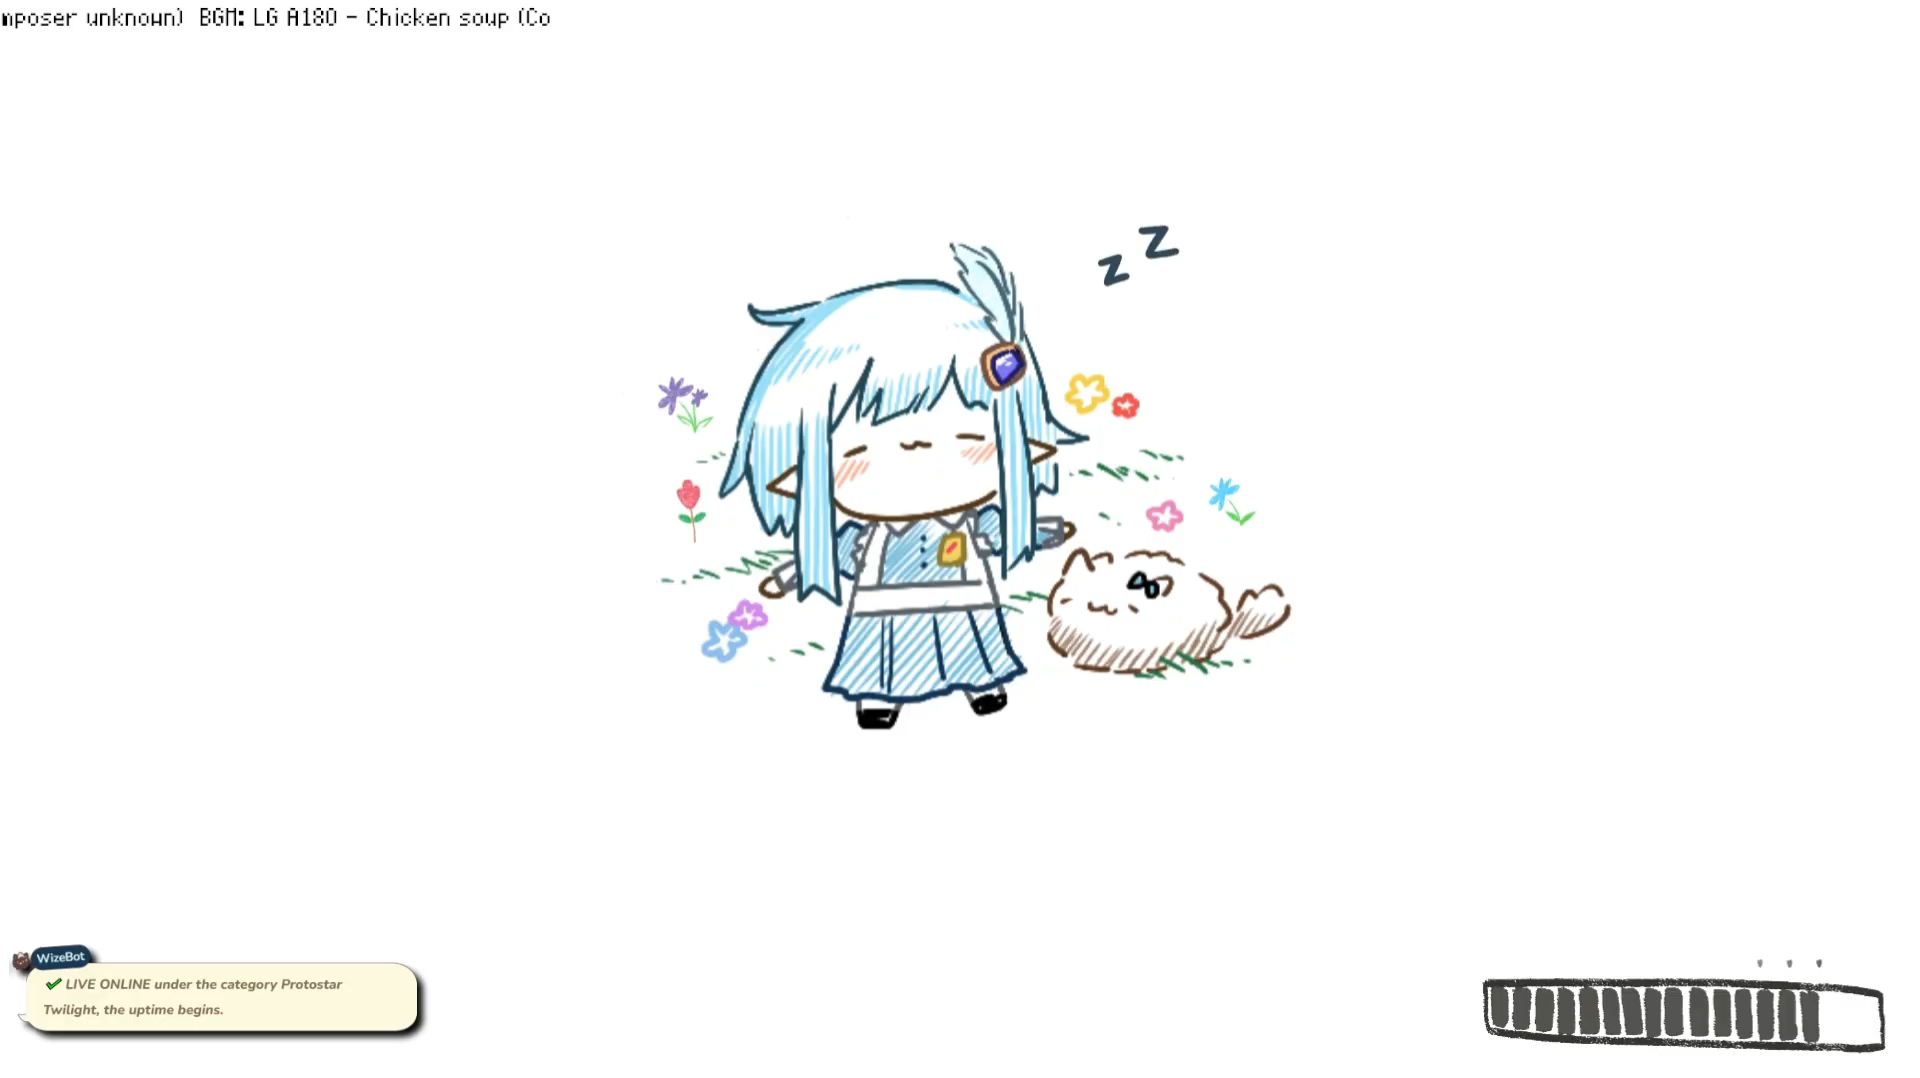 mposer unknown) BGM: LG A180 - Chicken soup (Co
z Z
WizeBot
✔ LIVE ONLINE under the category Protostar
Twilight, the uptime begins.